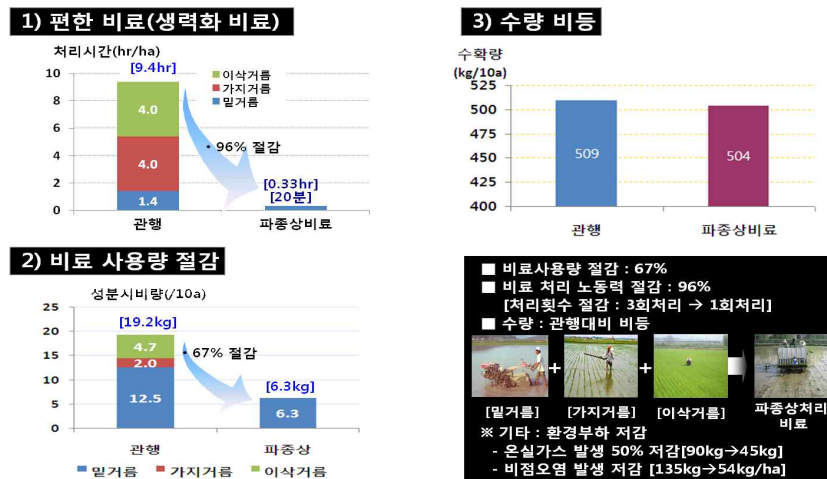 1) 편한 비료(생력화 비료)
처리시간(hr/ha)
[9.4hr]
10
8
6
4
2
0
이삭거름
가지거름
밑거름
4.0
4.0
1.4
96% 절감
[0.33hr]
[20분]
관행
파종상비료
2) 비료 사용량 절감
성분시비량(/10a)
[19.2kg]
25
20
15
10
5
0
4.7
2.0
12.5
67% 절감
[6.3kg]
6.3
관행
파종상
밑거름 가지거름 이삭거름
3) 수량 비등
수확량
(kg/10a)
525
500
475
450
425
400
509
504
관행
파종상비료
■ 비료사용량 절감 : 67%
■ 비료 처리 노동력 절감 : 96%
[처리횟수 절감 : 3회처리 → 1회처리]
■ 수량 : 관행대비 비등
+ +
[밑거름] [가지거름] [이삭거름] 파종상처리
비료
※ 기타 : 환경부하 저감
- 온실가스 발생 50% 저감[90kg→45kg]
- 비점오염 발생 저감 [135kg→54kg/ha]